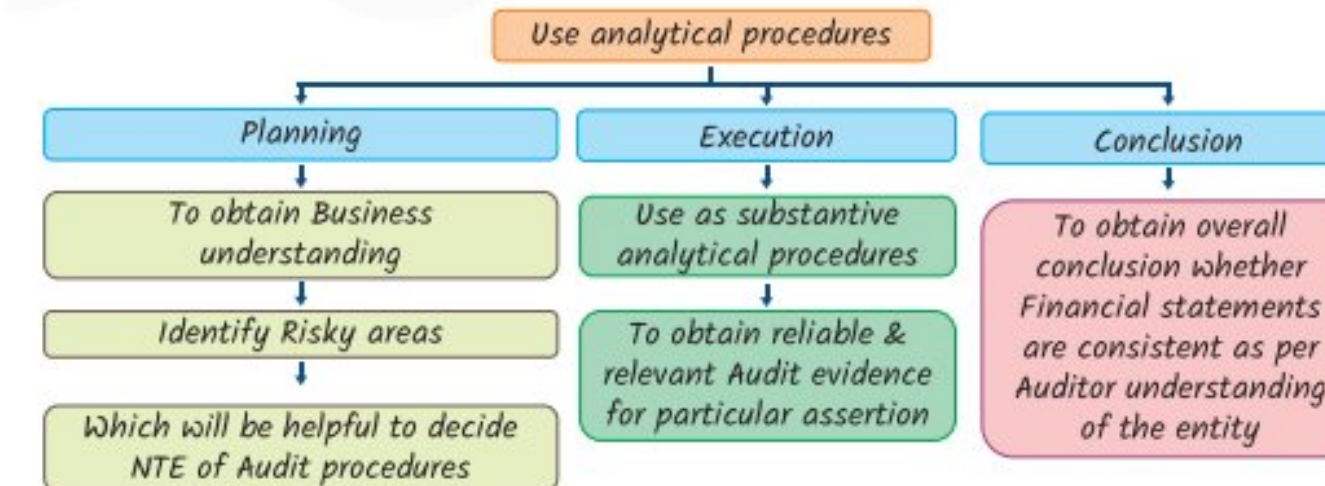 Use analytical procedures
Planning
To obtain Business
understanding
Identify Risky areas
Which will be helpful to decide
NTE of Audit procedures
Execution
Use as substantive
analytical procedures
To obtain reliable &
relevant Audit evidence
for particular assertion
Conclusion
To obtain overall
conclusion whether
Financial statements
are consistent as per
Auditor understanding
of the entity